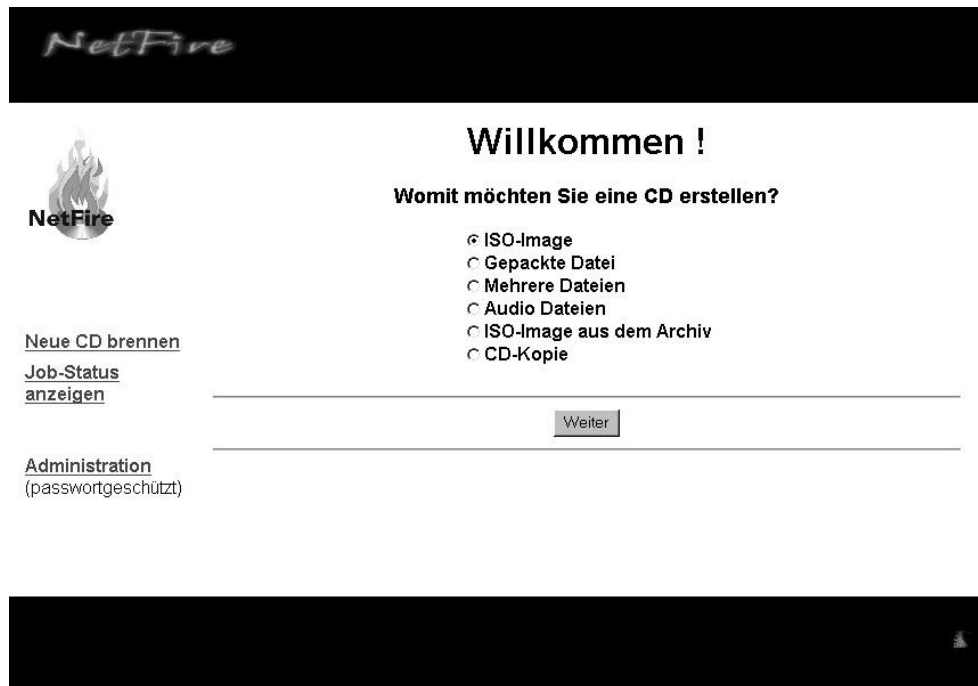 NetFire
NetFire
Neue CD brennen
Job-Status
anzeigen
Administration
(passwortgeschützt)
Willkommen !
Womit möchten Sie eine CD erstellen?
ISO-Image
Gepackte Datei
Mehrere Dateien
Audio Dateien
ISO-Image aus dem Archiv
CD-Kopie
Weiter